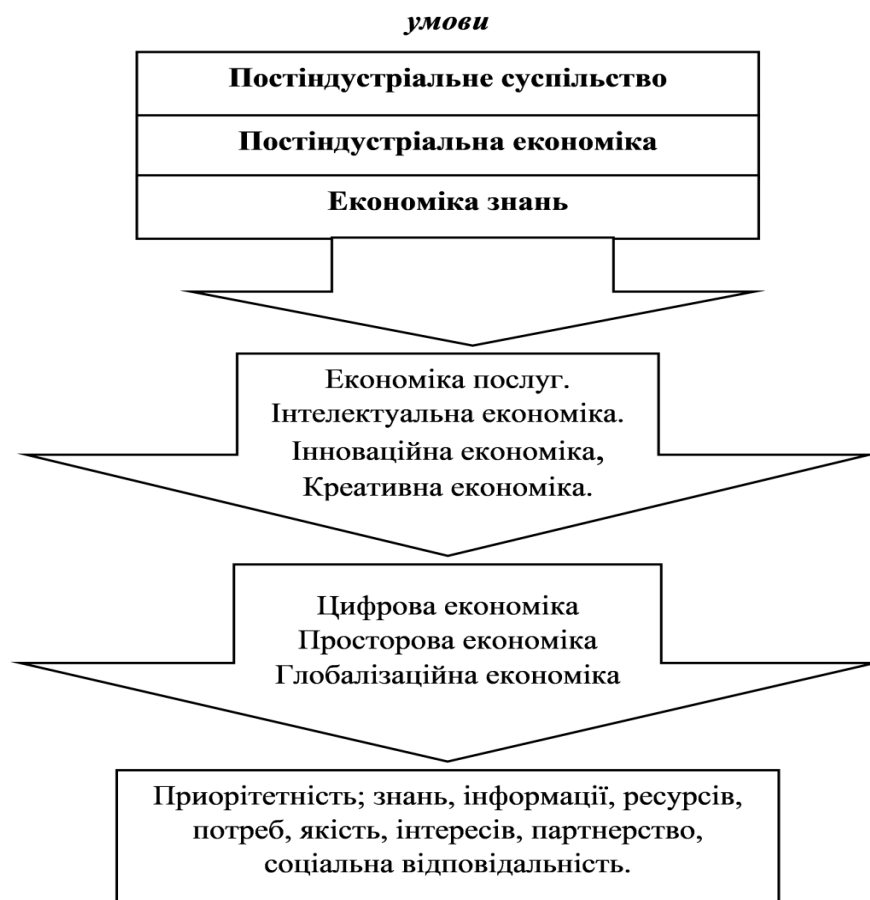 умови
Постіндустріальне суспільство
Постіндустріальна економіка
Економіка знань
Економіка послуг.
Інтелектуальна економіка.
Інноваційна економіка,
Креативна економіка.
Цифрова економіка
Просторова економіка
Глобалізаційна економіка
Приорітетність; знань, інформації, ресурсів,
потреб, якість, інтересів, партнерство,
соціальна відповідальність.